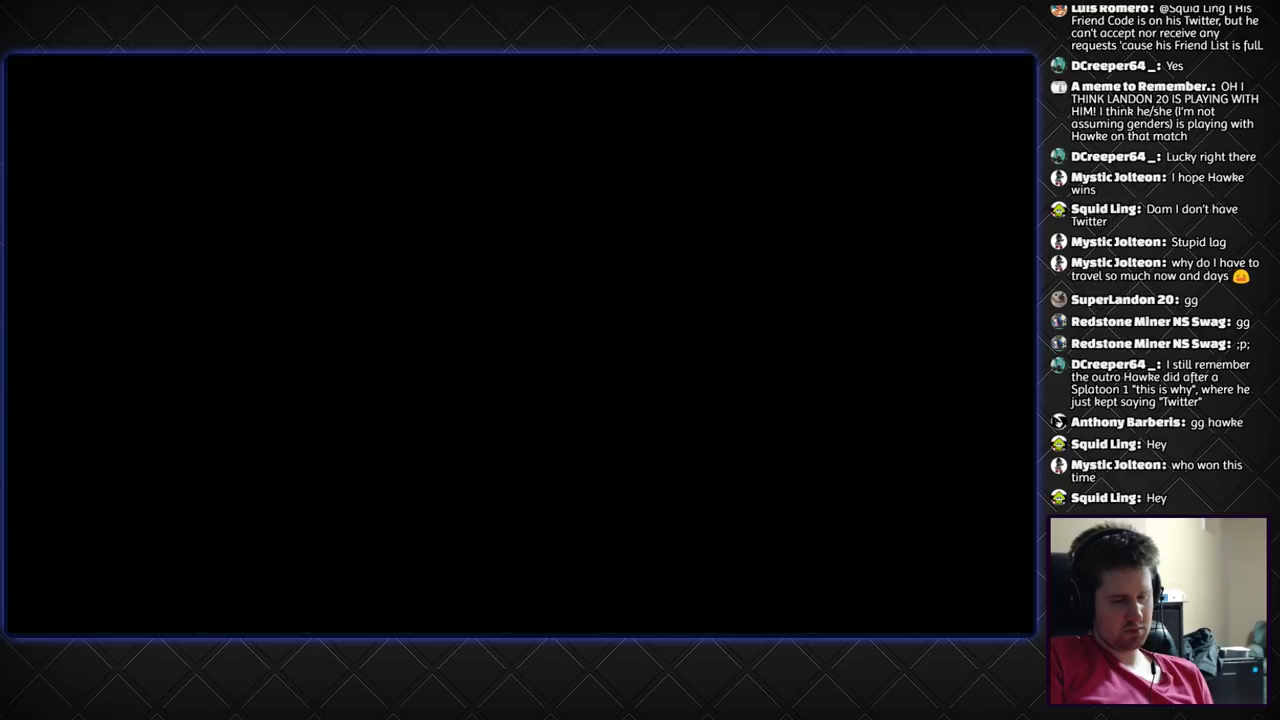 Luis Romero: @Squid Ling | His
Friend Code is on his Twitter, but he
can't accept nor receive any
requests 'cause his Friend List is full.
DCreeper64 _: Yes
A meme to Remember.: OH I
THINK LANDON 20 IS PLAYING WITH
HIM! I think he/she (I'm not
assuming genders) is playing with
Hawke on that match
DCreeper64 _: Lucky right there
Mystic Jolteon: I hope Hawke
wins
Squid Ling: Dam I don't have
Twitter
Mystic Jolteon: Stupid lag
Mystic Jolteon: why do I have to
travel so much now and days
SuperLandon 20: gg
Redstone Miner NS Swag: gg
Redstone Miner NS Swag: ;p;
DCreeper64 _: I still remember
the outro Hawke did after a
Splatoon 1 "this is why", where he
just kept saying "Twitter"
Anthony Barberis: gg hawke
Squid Ling: Hey
Mystic Jolteon: who won this
time
Squid Ling: Hey